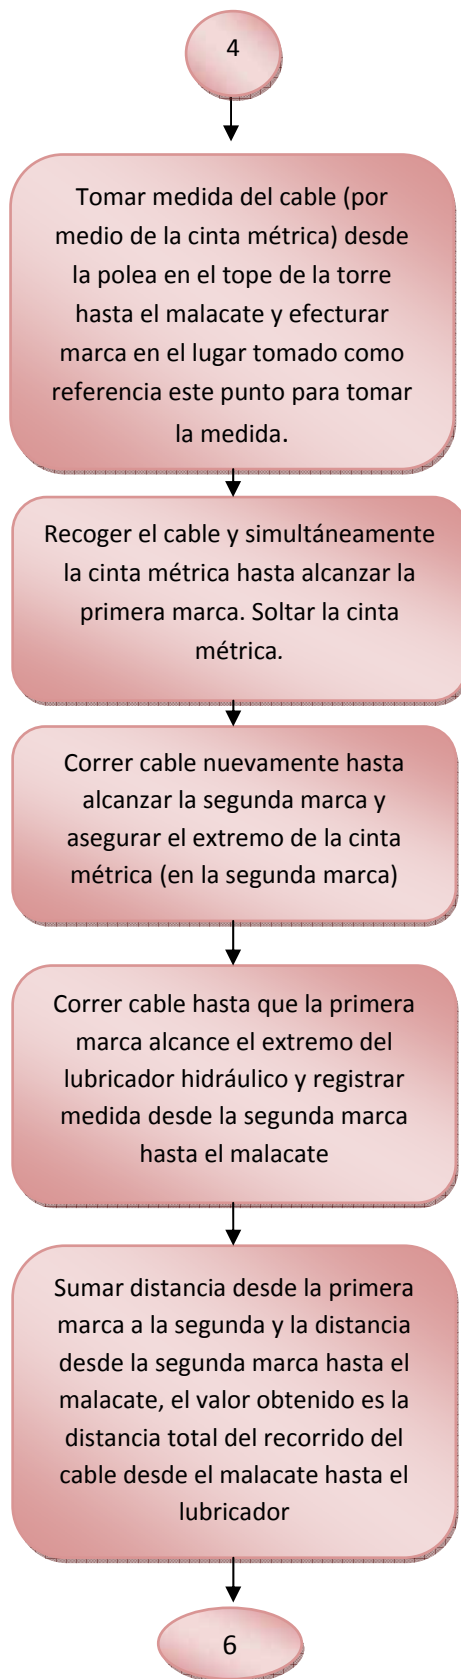 4
Tomar medida del cable (por
medio de la cinta métrica) desde
la polea en el tope de la torre
hasta el malacate y efecturar
marca en el lugar tomado como
referencia este punto para tomar
la medida.
Recoger el cable y simultáneamente
la cinta métrica hasta alcanzar la
primera marca. Soltar la cinta
métrica.
Correr cable nuevamente hasta
alcanzar la segunda marca y
asegurar el extremo de la cinta
métrica (en la segunda marca)
Correr cable hasta que la primera
marca alcance el extremo del
lubricador hidráulico y registrar
medida desde la segunda marca
hasta el malacate
Sumar distancia desde la primera
marca a la segunda y la distancia
desde la segunda marca hasta el
malacate, el valor obtenido es la
distancia total del recorrido del
cable desde el malacate hasta el
lubricador
6